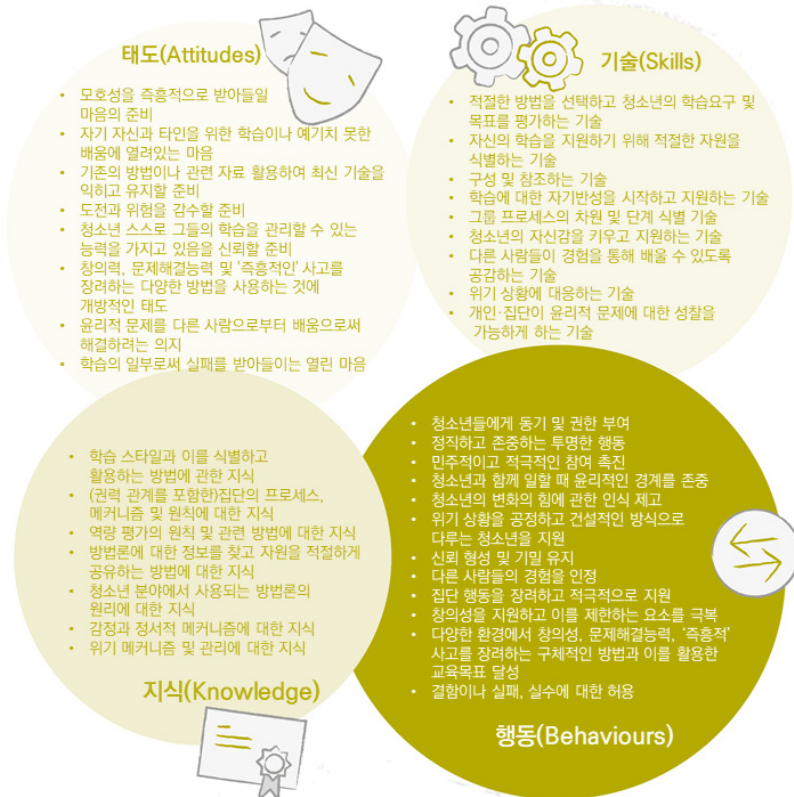 태도(Attitudes)
• 모호성을 즉흥적으로 받아들일
마음의 준비
• 자기 자신과 타인을 위한 학습이나 예기치 못한
배움에 열려있는 마음
• 기존의 방법이나 관련 자료 활용하여 최신 기술을
익히고 유지할 준비
• 도전과 위험을 감수할 준비
• 청소년 스스로 그들의 학습을 관리할 수 있는
능력을 가지고 있음을 신뢰할 준비
• 창의력, 문제해결능력 및 '즉흥적인' 사고를
장려하는 다양한 방법을 사용하는 것에
개방적인 태도
• 윤리적 문제를 다른 사람으로부터 배움으로써
해결하려는 의지
• 학습의 일부로써 실패를 받아들이는 열린 마음
기술(Skills)
• 적절한 방법을 선택하고 청소년의 학습요구 및
목표를 평가하는 기술
• 자신의 학습을 지원하기 위해 적절한 자원을
식별하는 기술
• 구성 및 참조하는 기술
• 학습에 대한 자기반성을 시작하고 지원하는 기술
• 그룹 프로세스의 차원 및 단계 식별 기술
• 청소년의 자신감을 키우고 지원하는 기술
• 다른 사람들이 경험을 통해 배울 수 있도록
공감하는 기술
• 위기 상황에 대응하는 기술
• 개인·집단이 윤리적 문제에 대한 성찰을
가능하게 하는 기술
• 학습 스타일과 이를 식별하고
활용하는 방법에 관한 지식
• (권력 관계를 포함한)집단의 프로세스,
메커니즘 및 원칙에 대한 지식
• 역량 평가의 원칙 및 관련 방법에 대한 지식
• 방법론에 대한 정보를 찾고 자원을 적절하게
공유하는 방법에 대한 지식
• 청소년 분야에서 사용되는 방법론의
원리에 대한 지식
• 감정과 정서적 메커니즘에 대한 지식
• 위기 메커니즘 및 관리에 대한 지식
지식(Knowledge)
• 청소년들에게 동기 및 권한 부여
• 정직하고 존중하는 투명한 행동
• 민주적이고 적극적인 참여 촉진
• 청소년과 함께 일할 때 윤리적인 경계를 존중
• 청소년의 변화의 힘에 관한 인식 제고
• 위기 상황을 공정하고 건설적인 방식으로
다루는 청소년을 지원
• 신뢰 형성 및 기밀 유지
• 다른 사람들의 경험을 인정
• 집단 행동을 장려하고 적극적으로 지원
• 창의성을 지원하고 이를 제한하는 요소를 극복
• 다양한 환경에서 창의성, 문제해결능력, '즉흥적'
사고를 장려하는 구체적인 방법과 이를 활용한
교육목표 달성
• 결함이나 실패, 실수에 대한 허용
행동(Behaviours)